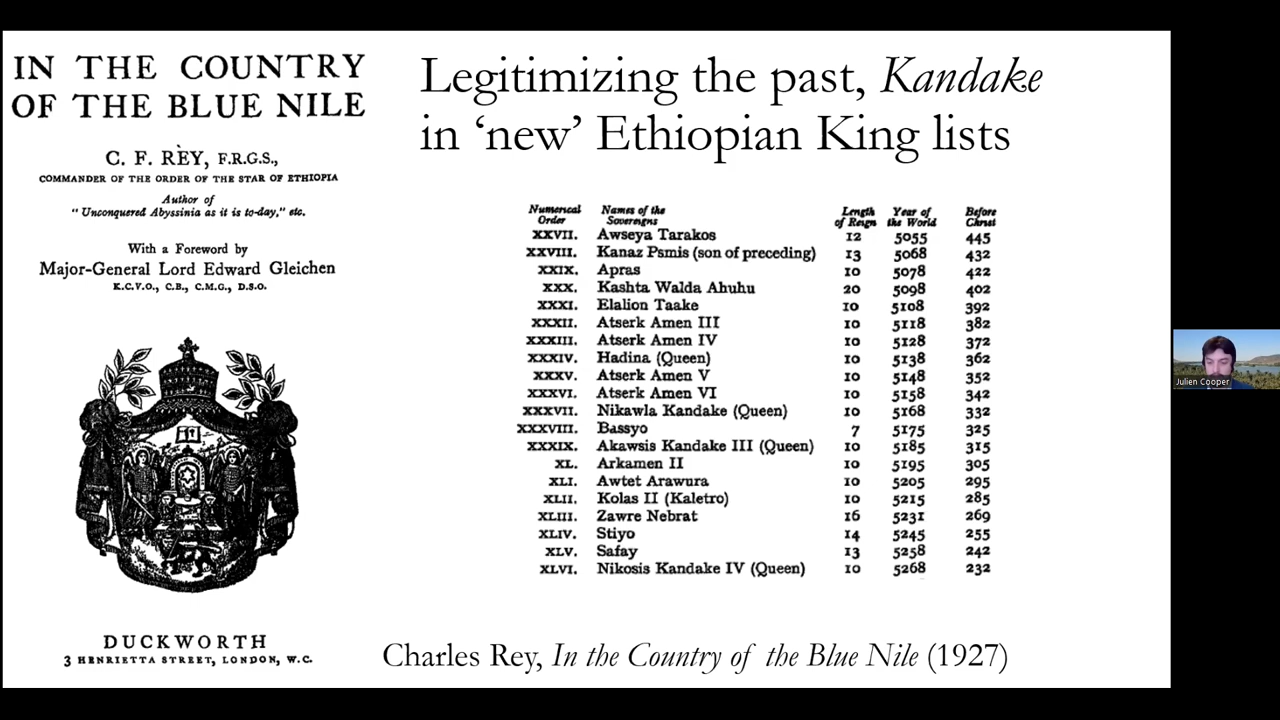 IN THE COUNTRY
OF THE BLUE NILE
C. F. RÈY, F.R.G.S.,
COMMANDER OF THE ORDER OF THE STAR OF ETHIOPIA
Author of
"Unconquered Abyssinia as it is to-day," etc.
With a Foreword by
Major-General Lord Edward Gleichen
K.C.V.O., C.B., C.M.G., D.S.O.
DUCKWORTH
3 HENRIETTA STREET, LONDON, W.C.
Legitimizing the past, Kandake
in ‘new’ Ethiopian King lists
Numerical Order Names of the Sovereigns Length of Reign Year of the World Before Christ
XXVII. Awseya Tarakos 12 5055 445
XXVIII. Kanaz Psmis (son of preceding) 13 5068 432
XXIX. Apras 10 5078 422
XXX. Kashta Walda Ahuhu 20 5098 402
XXXI. Elalion Taake 10 5108 392
XXXII. Atserk Amen III 10 5118 382
XXXIII. Atserk Amen IV 10 5128 372
XXXIV. Hadina (Queen) 10 5138 362
XXXV. Atserk Amen V 10 5148 352
XXXVI. Atserk Amen VI 10 5158 342
XXXVII. Nikawla Kandake (Queen) 10 5168 332
XXXVIII. Bassyo 7 5175 325
XXXIX. Akawsis Kandake III (Queen) 10 5185 315
XL. Arkamen II 10 5195 305
XLI. Awtet Arawura 10 5205 295
XLII. Kolas II (Kaletro) 10 5215 285
XLIII. Zawre Nebrat 16 5231 269
XLIV. Stiyo 14 5245 255
XLV. Safay 13 5258 242
XLVI. Nikosis Kandake IV (Queen) 10 5268 232
Charles Rey, In the Country of the Blue Nile (1927)
Julien Cooper